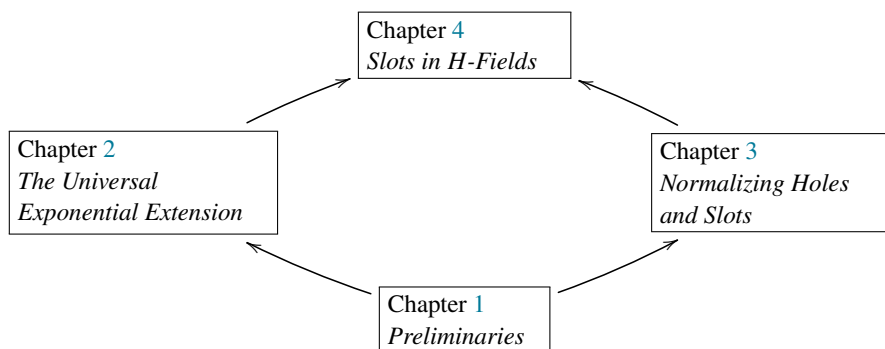 Chapter 4
Slots in H-Fields
Chapter 2
The Universal
Exponential Extension
Chapter 3
Normalizing Holes
and Slots
Chapter 1
Preliminaries